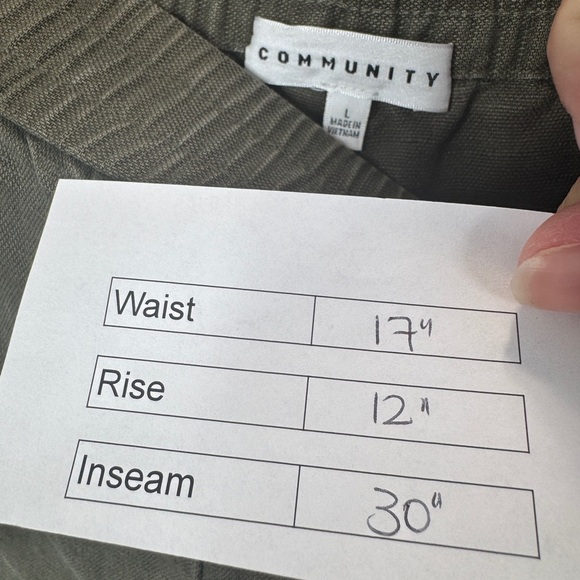 COMMUNITY
L
MADE IN
VIETNAM
Waist 17"
Rise 12"
Inseam 30"